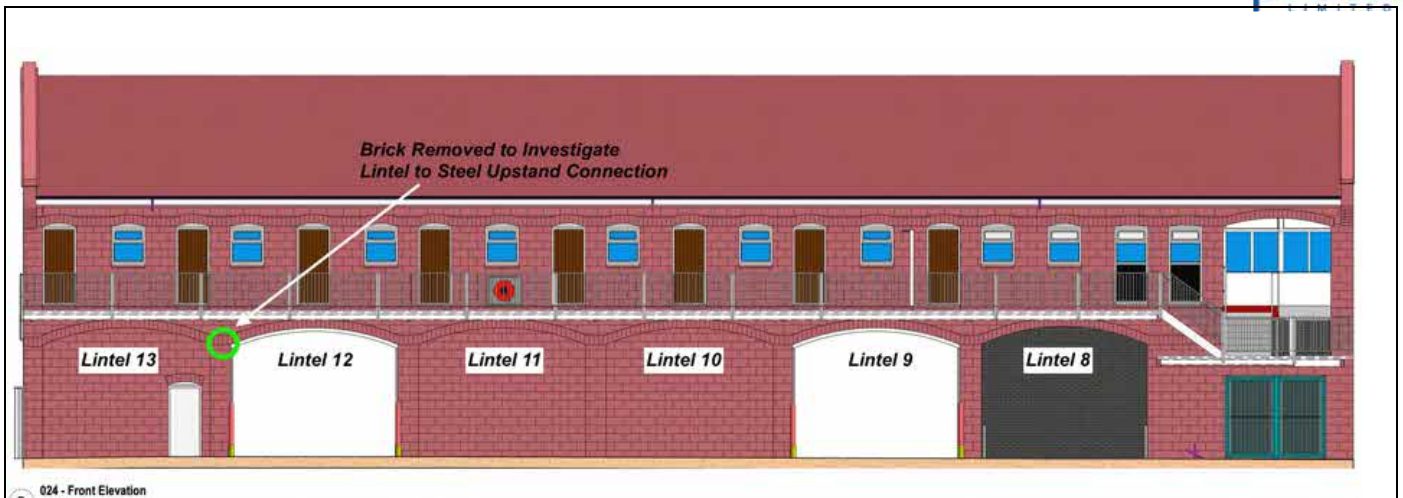 LIMITED
Brick Removed to Investigate
Lintel to Steel Upstand Connection
Lintel 13
Lintel 12
Lintel 11
Lintel 10
Lintel 9
Lintel 8
024 - Front Elevation